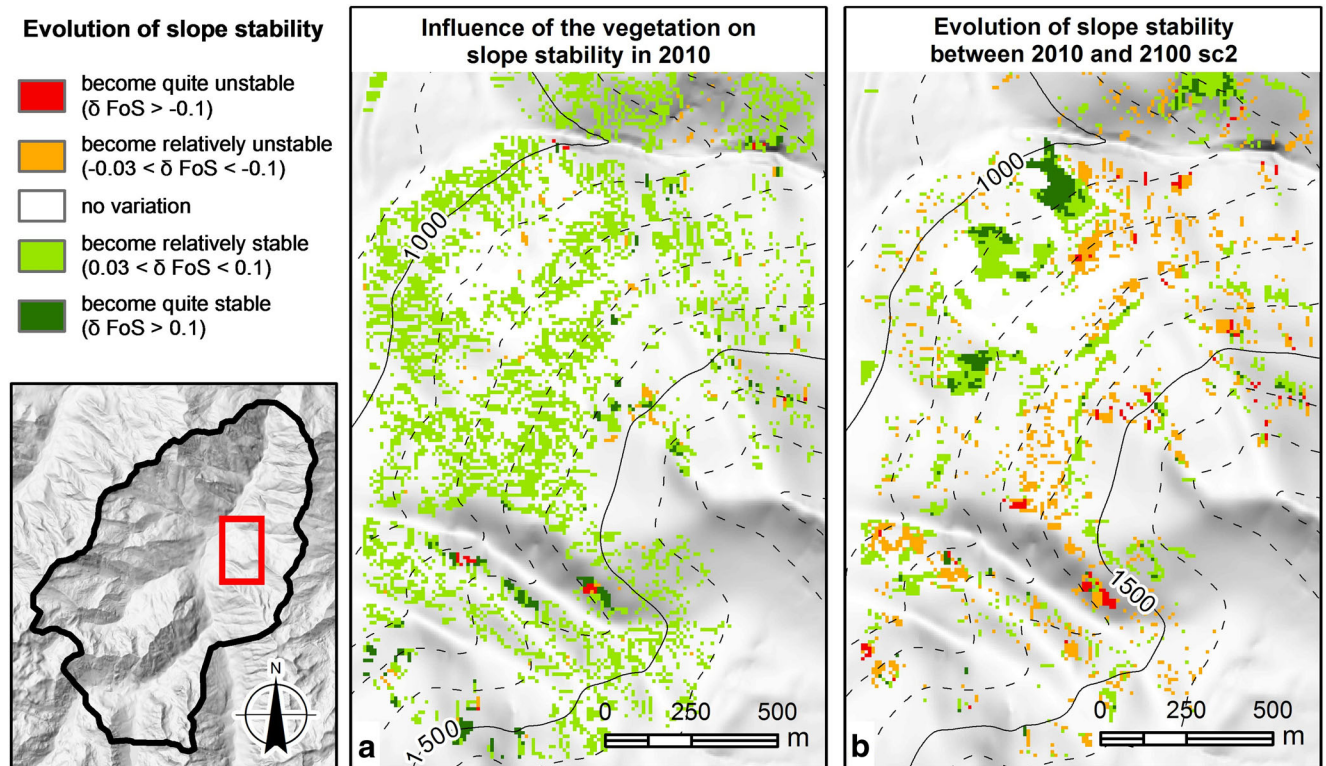 Evolution of slope stability
become quite unstable
(δ FoS > -0.1)
become relatively unstable
(-0.03 < δ FoS < -0.1)
no variation
become relatively stable
(0.03 < δ FoS < 0.1)
become quite stable
(δ FoS > 0.1)
N
Influence of the vegetation on
slope stability in 2010
1000
1500
0 250 500
m
a
Evolution of slope stability
between 2010 and 2100 sc2
1000
1500
0 250 500
m
b